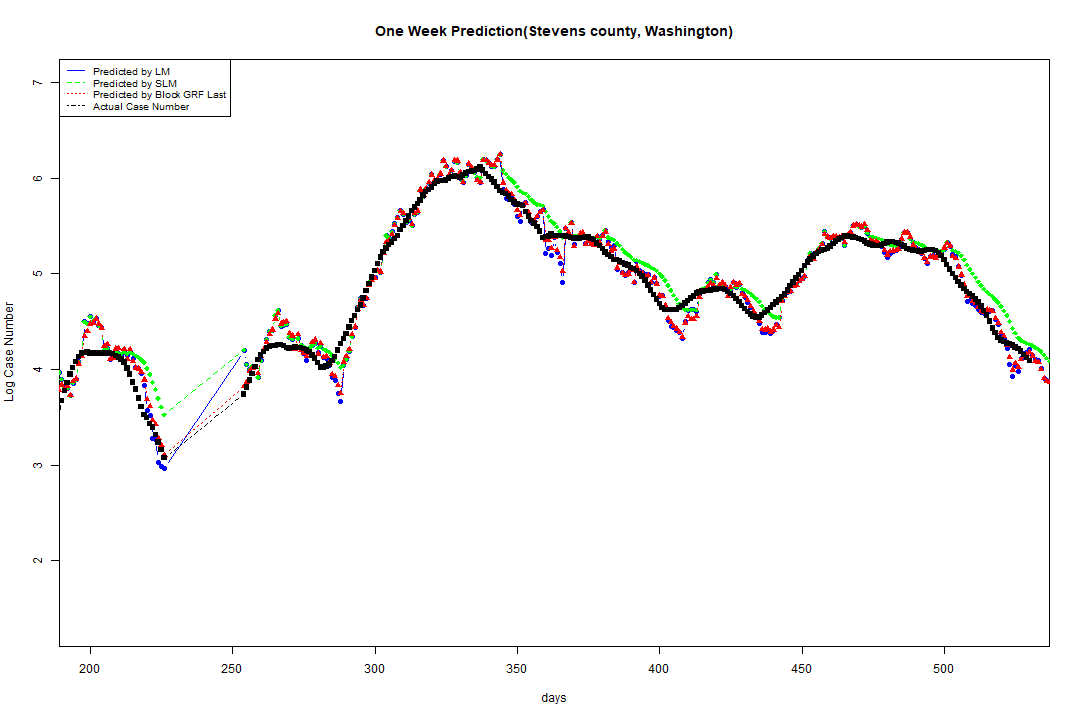 One Week Prediction(Stevens county, Washington)
Predicted by LM
Predicted by SLM
Predicted by Block GRF Last
Actual Case Number
7
6
5
4
3
2
Log Case Number
200 250 300 350 400 450 500
days